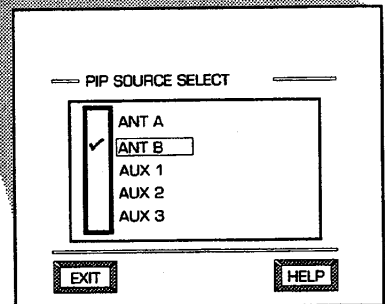 PIP SOURCE SELECT
ANT A
✓ ANT B
AUX 1
AUX 2
AUX 3
EXIT HELP